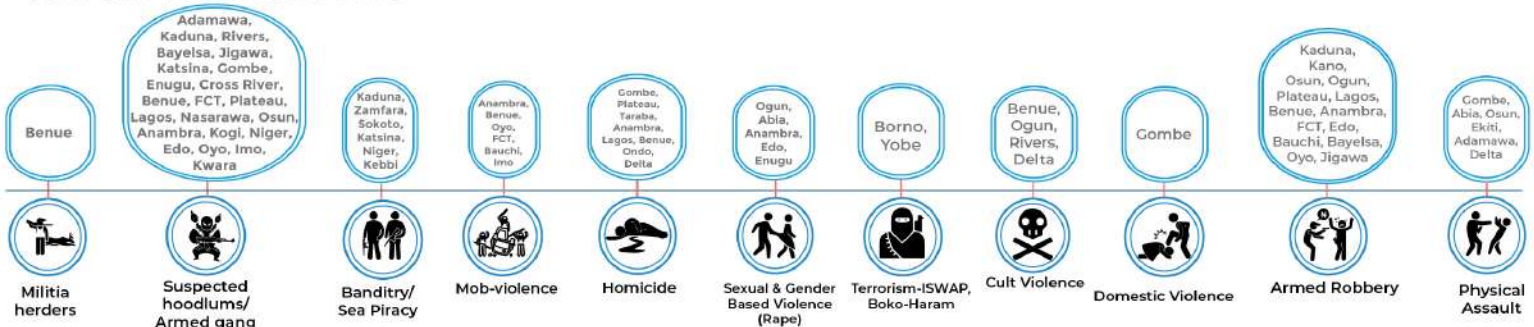 Benue
Adamawa,
Kaduna, Rivers,
Bayelsa, Jigawa,
Katsina, Gombe,
Enugu, Cross River,
Benue, FCT, Plateau,
Lagos, Nasarawa, Osun,
Anambra, Kogi, Niger,
Edo, Oyo, Imo,
Kwara
Kaduna,
Zamfara,
Sokoto,
Katsina,
Niger,
Kebbi
Anambra,
Benue,
Oyo,
FCT,
Bauchi,
Imo
Gombe,
Plateau,
Taraba,
Anambra,
Lagos, Benue,
Ondo,
Delta
Ogun,
Abia,
Anambra,
Edo,
Enugu
Borno,
Yobe
Benue,
Ogun,
Rivers,
Delta
Gombe
Kaduna,
Kano,
Osun, Ogun,
Plateau, Lagos,
Benue, Anambra,
FCT, Edo,
Bauchi, Bayelsa,
Oyo, Jigawa
Gombe,
Abia, Osun,
Ekiti,
Adamawa,
Delta
Militia
herders
Suspected
hoodlums/
Armed gang
Banditry/
Sea Piracy
Mob-violence
Homicide
Sexual & Gender
Based Violence
(Rape)
Terrorism-ISWAP,
Boko-Haram
Cult Violence
Domestic Violence
Armed Robbery
Physical
Assault